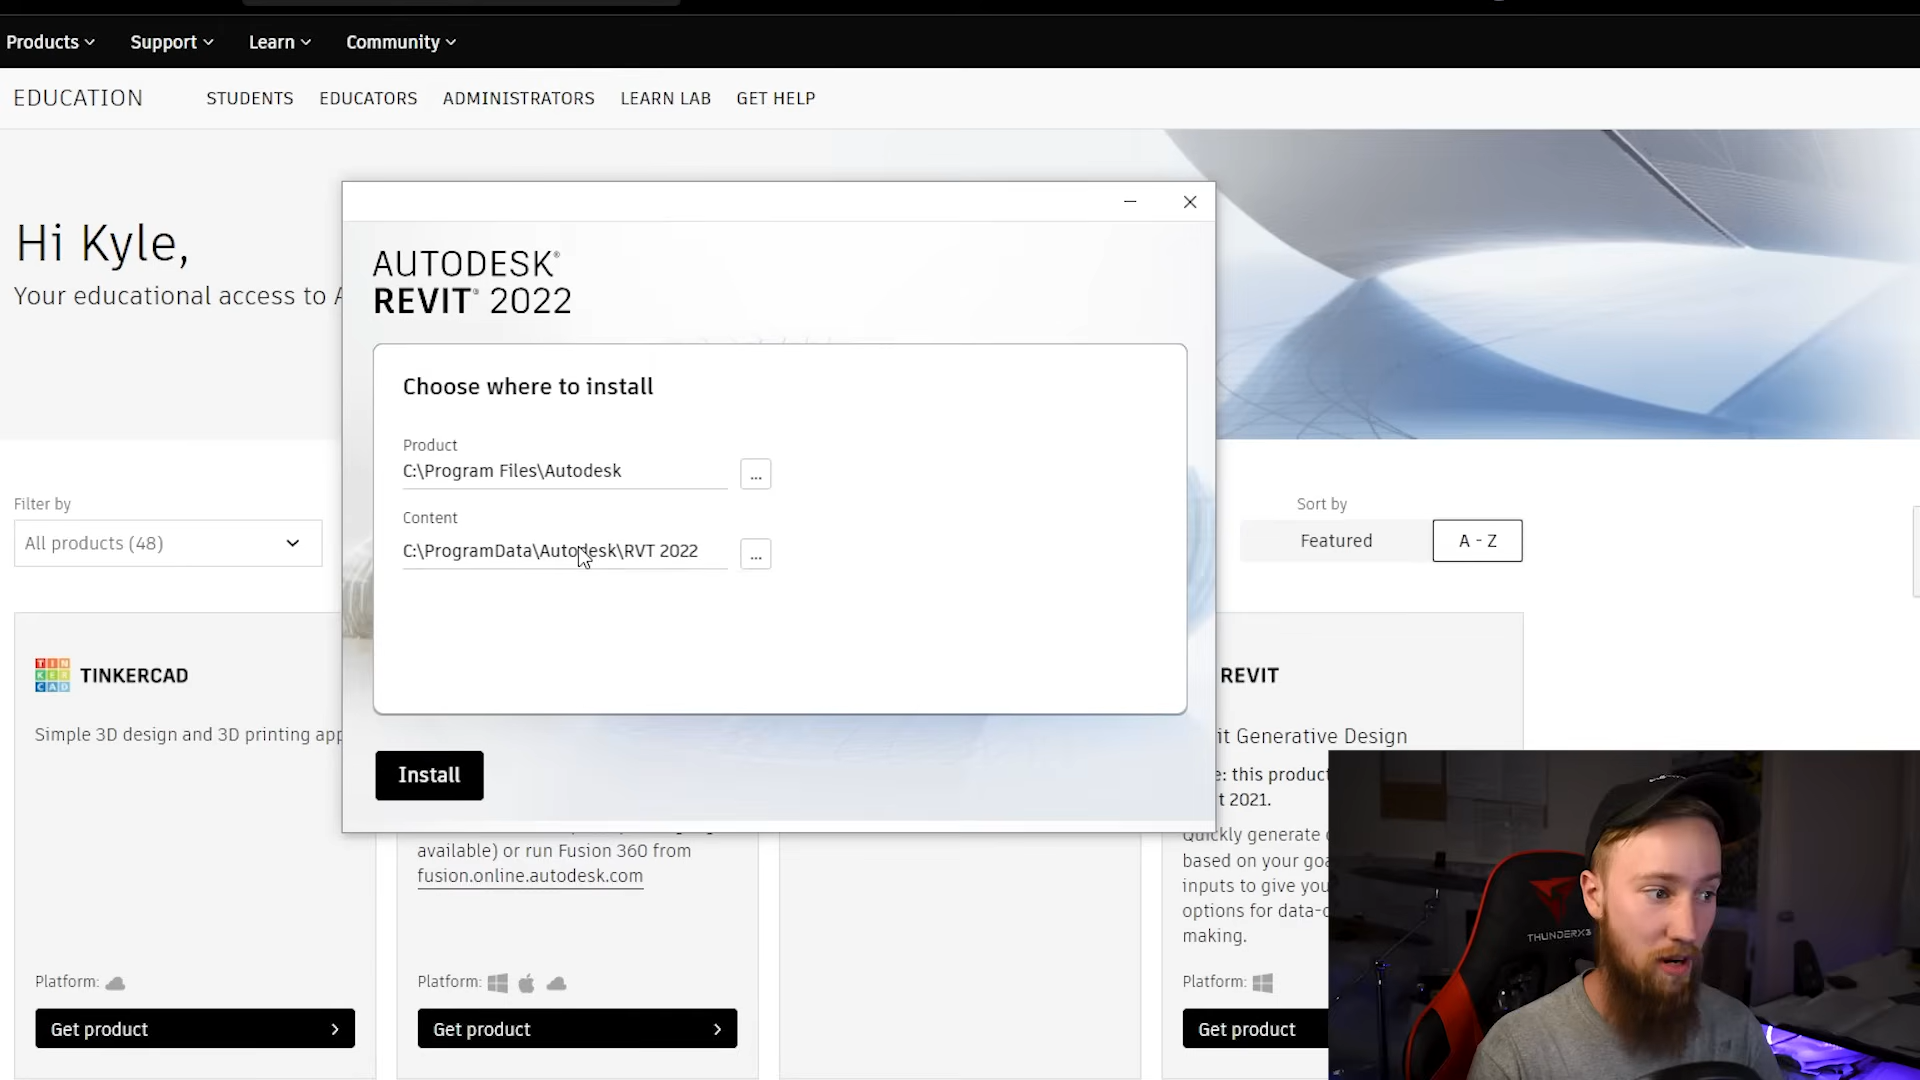 Products
Support
Learn
Community
EDUCATION
STUDENTS
EDUCATORS
ADMINISTRATORS
LEARN LAB
GET HELP
Hi Kyle,
Your educational access to
AUTODESK®
REVIT® 2022
Choose where to install
Product
C:\Program Files\Autodesk
...
Content
C:\ProgramData\Autodesk\RVT 2022
...
Install
Filter by
All products (48)
Sort by
Featured
A - Z
TIN
KER
CAD
TINKERCAD
Simple 3D design and 3D printing app
Platform:
Get product
available) or run Fusion 360 from
fusion.online.autodesk.com
Platform:
Get product
REVIT
it Generative Design
e: this product
t 2021.
Quickly generate
based on your goa
inputs to give you
options for data-
making.
Platform:
Get product
THUNDERX3